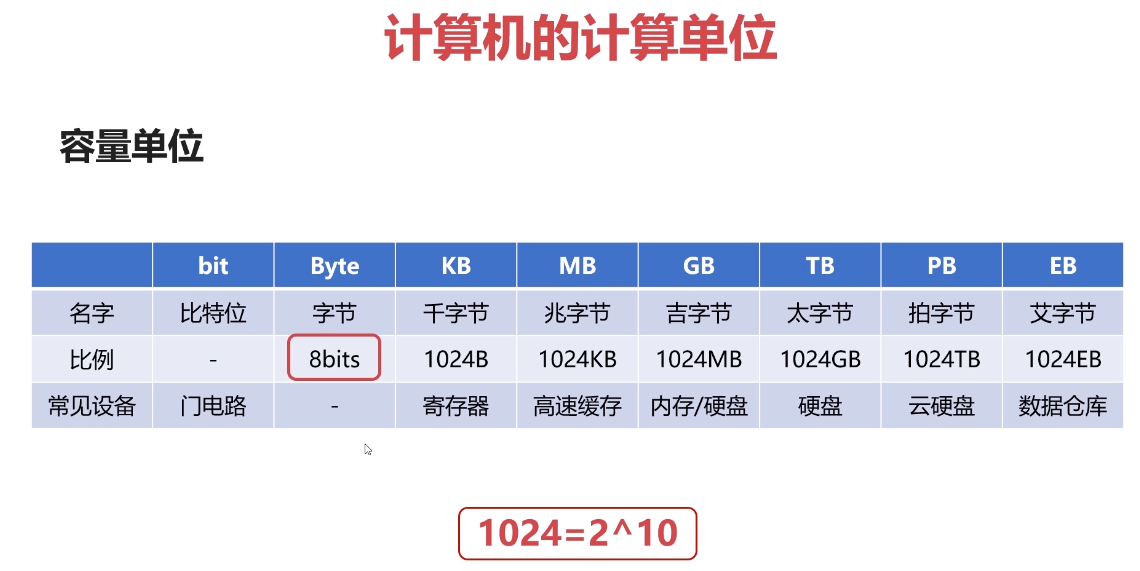 计算机的计算单位
容量单位
bit Byte KB MB GB TB PB EB
名字 比特位 字节 千字节 兆字节 吉字节 太字节 拍字节 艾字节
比例 - 8bits 1024B 1024KB 1024MB 1024GB 1024TB 1024EB
常见设备 门电路 - 寄存器 高速缓存 内存/硬盘 硬盘 云硬盘 数据仓库
1024=2^10